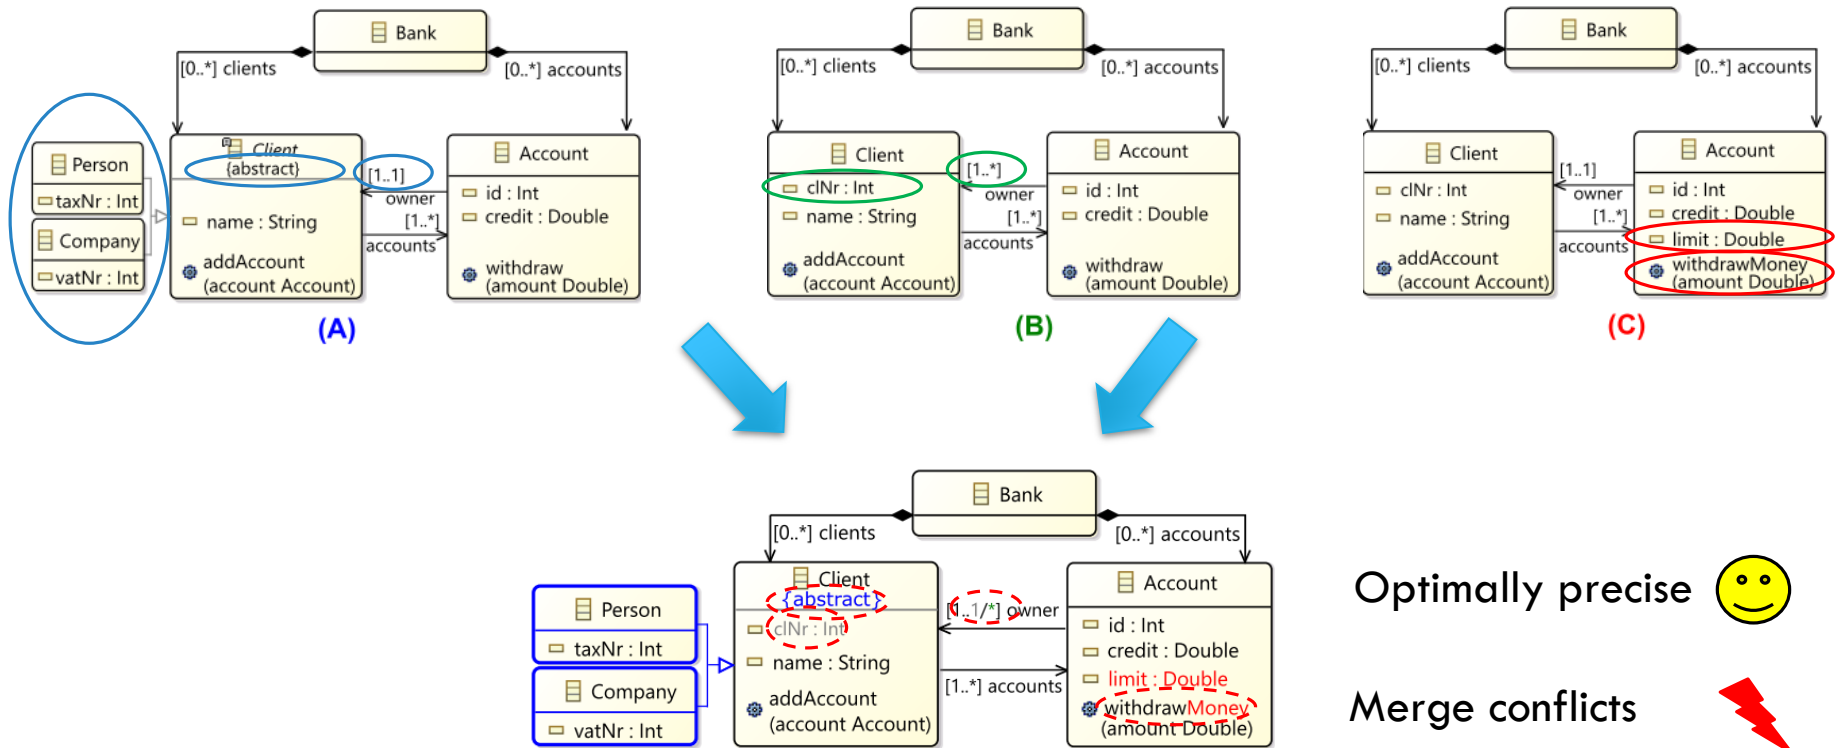 Bank
[0..*] clients
[0..*] accounts
Person
taxNr : Int
Company
vatNr : Int
Client
{abstract}
name : String
addAccount
(account Account)
[1..1]
owner
[1..*]
accounts
Account
id : Int
credit : Double
withdraw
(amount Double)
(A)
Bank
[0..*] clients
[0..*] accounts
Client
clNr : Int
name : String
addAccount
(account Account)
[1..*]
owner
[1..*]
accounts
Account
id : Int
credit : Double
withdraw
(amount Double)
(B)
Bank
[0..*] clients
[0..*] accounts
Client
clNr : Int
name : String
addAccount
(account Account)
[1..1]
owner
[1..*]
accounts
Account
id : Int
credit : Double
limit : Double
withdrawMoney
(amount Double)
(C)
Bank
[0..*] clients
[0..*] accounts
Person
taxNr : Int
Company
vatNr : Int
Client
{abstract}
clNr : Int
name : String
addAccount
(account Account)
[1..1/*] owner
[1..*] accounts
Account
id : Int
credit : Double
limit : Double
withdrawMoney
(amount Double)
Optimally precise
Merge conflicts